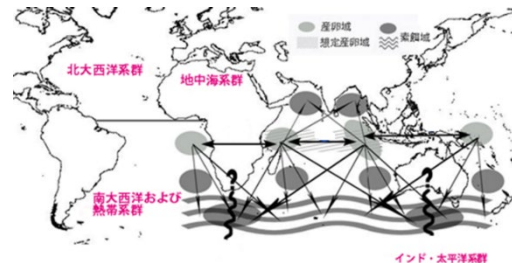 産卵域
想定産卵域
索餌域
北大西洋系群
地中海系群
南大西洋および
熱帯系群
インド・太平洋系群